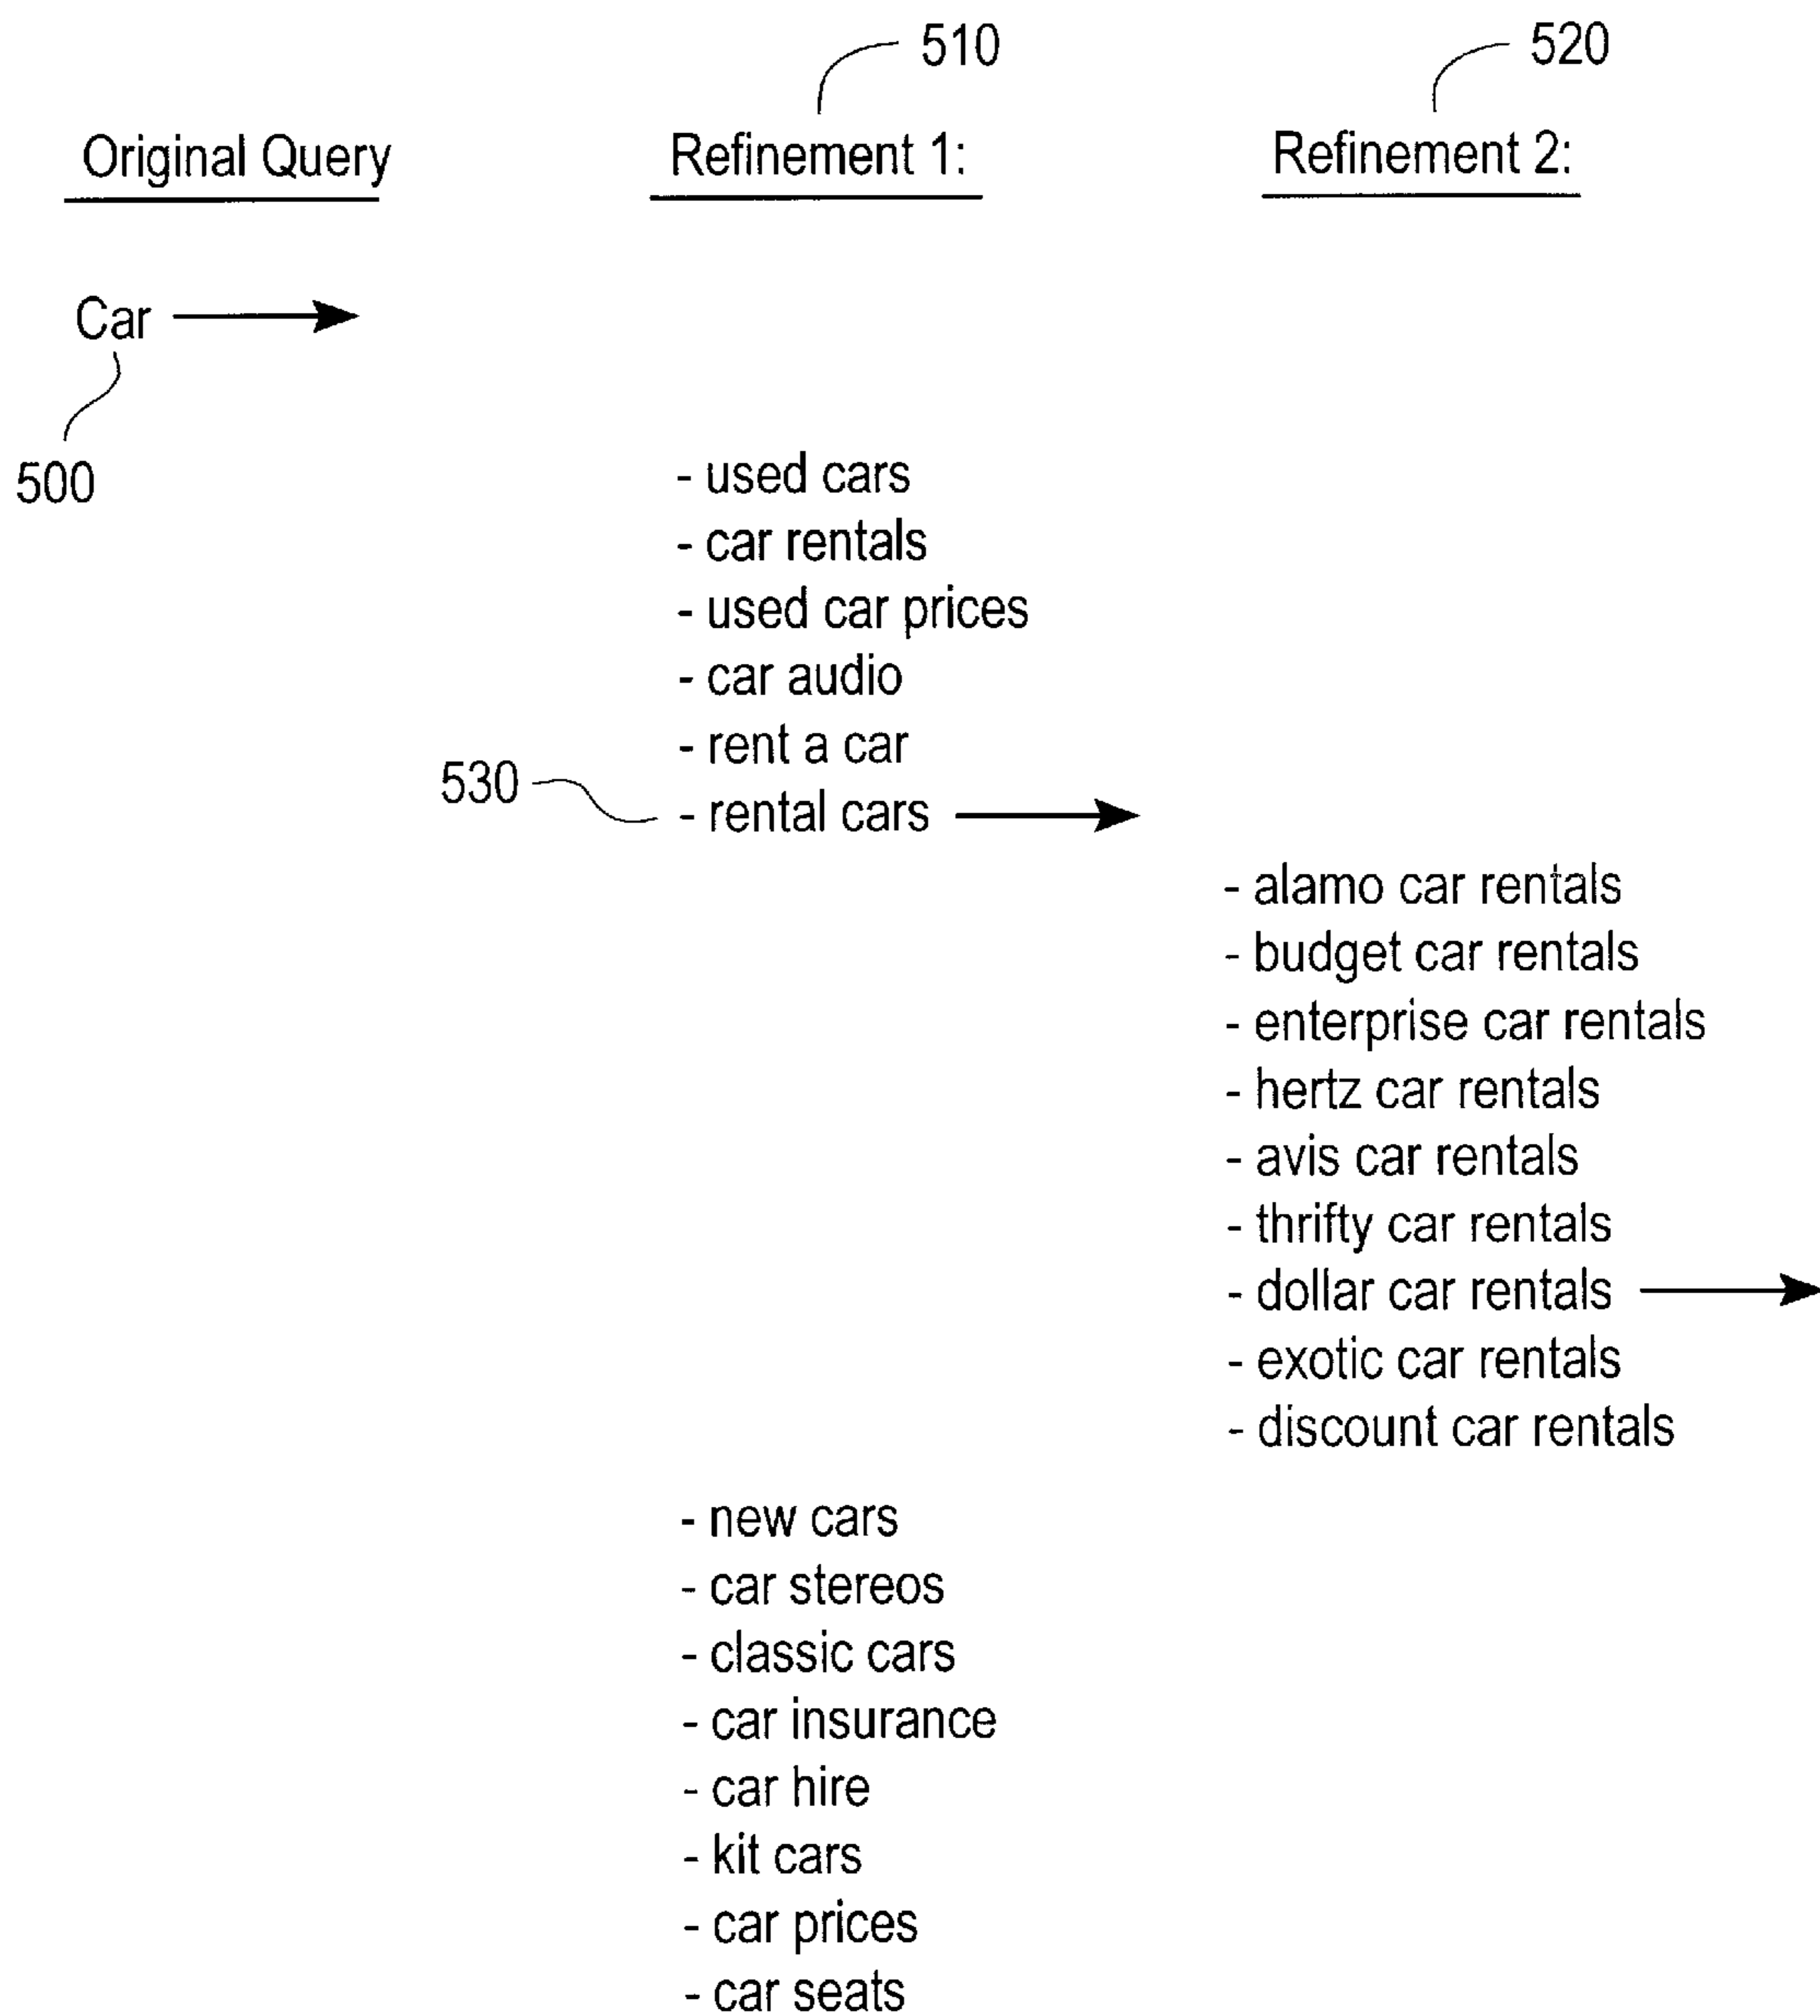 510
520
Original Query
Refinement 1:
Refinement 2:
Car
500
- used cars
- car rentals
- used car prices
- car audio
- rent a car
530
- rental cars
- alamo car rentals
- budget car rentals
- enterprise car rentals
- hertz car rentals
- avis car rentals
- thrifty car rentals
- dollar car rentals
- exotic car rentals
- discount car rentals
- new cars
- car stereos
- classic cars
- car insurance
- car hire
- kit cars
- car prices
- car seats